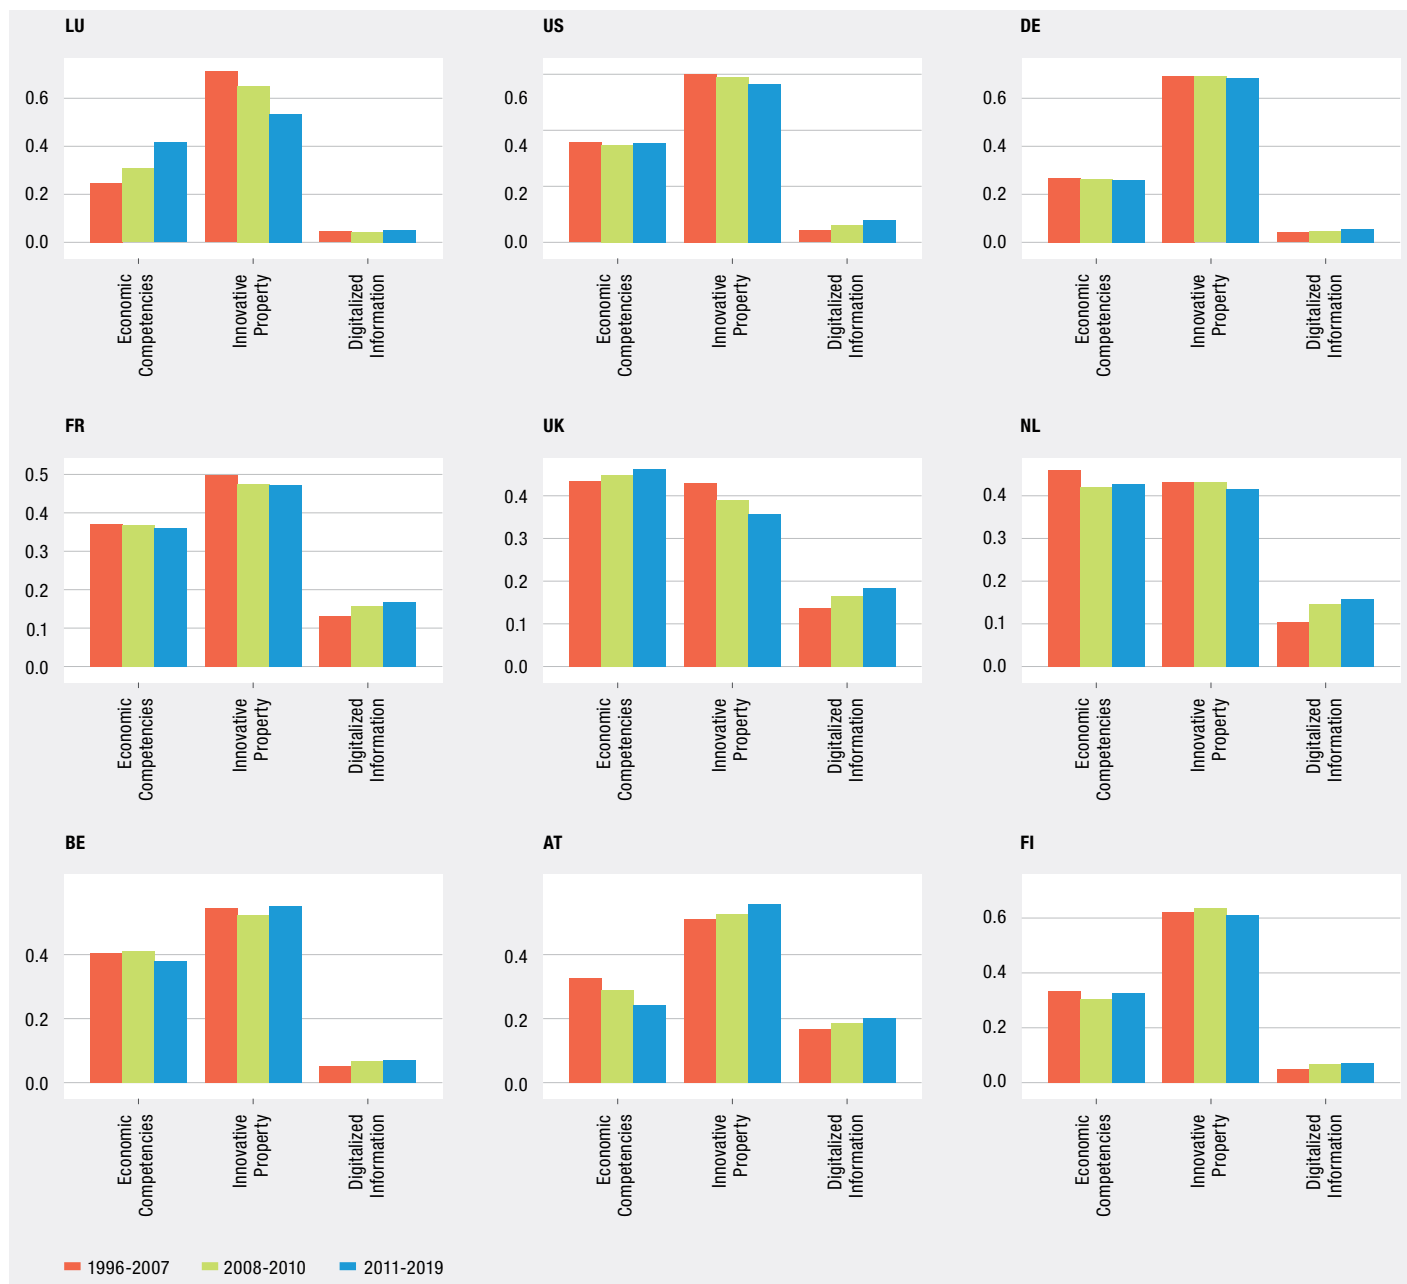 LU
US
DE
0.6
0.4
0.2
0.0
0.6
0.4
0.2
0.0
0.6
0.4
0.2
0.0
Economic
Competencies
Innovative
Property
Digitalized
Information
Economic
Competencies
Innovative
Property
Digitalized
Information
Economic
Competencies
Innovative
Property
Digitalized
Information
FR
UK
NL
0.5
0.4
0.3
0.2
0.1
0.0
0.4
0.3
0.2
0.1
0.0
0.4
0.3
0.2
0.1
0.0
Economic
Competencies
Innovative
Property
Digitalized
Information
Economic
Competencies
Innovative
Property
Digitalized
Information
Economic
Competencies
Innovative
Property
Digitalized
Information
BE
AT
FI
0.4
0.2
0.0
0.4
0.2
0.0
0.6
0.4
0.2
0.0
Economic
Competencies
Innovative
Property
Digitalized
Information
Economic
Competencies
Innovative
Property
Digitalized
Information
Economic
Competencies
Innovative
Property
Digitalized
Information
1996-2007
2008-2010
2011-2019